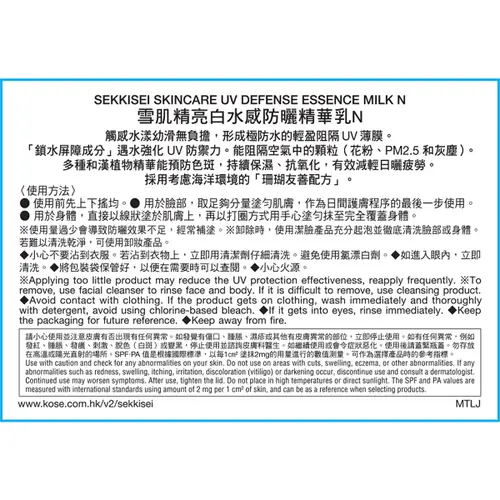 SEKKISEI SKINCARE UV DEFENSE ESSENCE MILK N
雪肌精亮白水感防曬精華乳N
觸感水漾幼滑無負擔，形成極防水的輕盈阻隔UV薄膜。
「鎖水屏障成分」遇水強化UV防禦力。能阻隔空氣中的顆粒（花粉、PM2.5和灰塵）。
多種和漢植物精華能預防色斑，持續保濕、抗氧化，有效減輕日曬疲勞。
採用考慮海洋環境的「珊瑚友善配方」。
〈使用方法〉
●使用前先上下搖均。●用於臉部，取足夠分量塗勻肌膚，作為日間護膚程序的最後一步使用。
●用於身體，直接以線狀塗於肌膚上，再以打圈方式用手心塗勻抹至完全覆蓋身體。
※使用量過少會導致防曬效果不足，經常補塗。※卸除時，使用潔臉產品充分起泡並徹底清洗臉部或身體。
若難以清洗乾淨，可使用卸妝產品。
◆小心不要沾到衣服。若沾到衣物上，立即用清潔劑仔細清洗。避免使用氯漂白劑。◆如進入眼內，立即
清洗。◆將包裝袋保管好，以便在需要時可以查閱。◆小心火源。
※Applying too little product may reduce the UV protection effectiveness, reapply frequently. ※To
remove, use facial cleanser to rinse face and body. If it is difficult to remove, use cleansing product.
◆Avoid contact with clothing. If the product gets on clothing, wash immediately and thoroughly
with detergent, avoid using chlorine-based bleach. ◆If it gets into eyes, rinse immediately. ◆Keep
the packaging for future reference. ◆Keep away from fire.
請小心使用並注意皮膚有否出現任何異常。如發覺有傷口、腫脹、濕疹或其他有皮膚異常的部位，立即停止使用。如有任何異常，例如
發紅、腫脹、發癢、刺激、脫色（白斑）或變黑，停止使用並諮詢皮膚科醫生。如繼續使用或會令症狀惡化。使用後請蓋緊瓶蓋。勿存放
在高溫或陽光直射的場所。SPF‧PA 值是根據國際標準，以每1cm² 塗抹2mg的用量進行的數值測量。可作為選擇產品時的參考指標。
Use with caution and check for any abnormalities on your skin. Do not use on areas with cuts, swelling, eczema, or other abnormalities. If any
abnormalities such as redness, swelling, itching, irritation, discoloration (vitiligo) or darkening occur, discontinue use and consult a dermatologist.
Continued use may worsen symptoms. After use, tighten the lid. Do not place in high temperatures or direct sunlight. The SPF and PA values are
measured with international standards using amount of 2 mg per 1 cm² of skin, and can be as a reference when selecting products.
www.kose.com.hk/v2/sekkisei
MTLJ